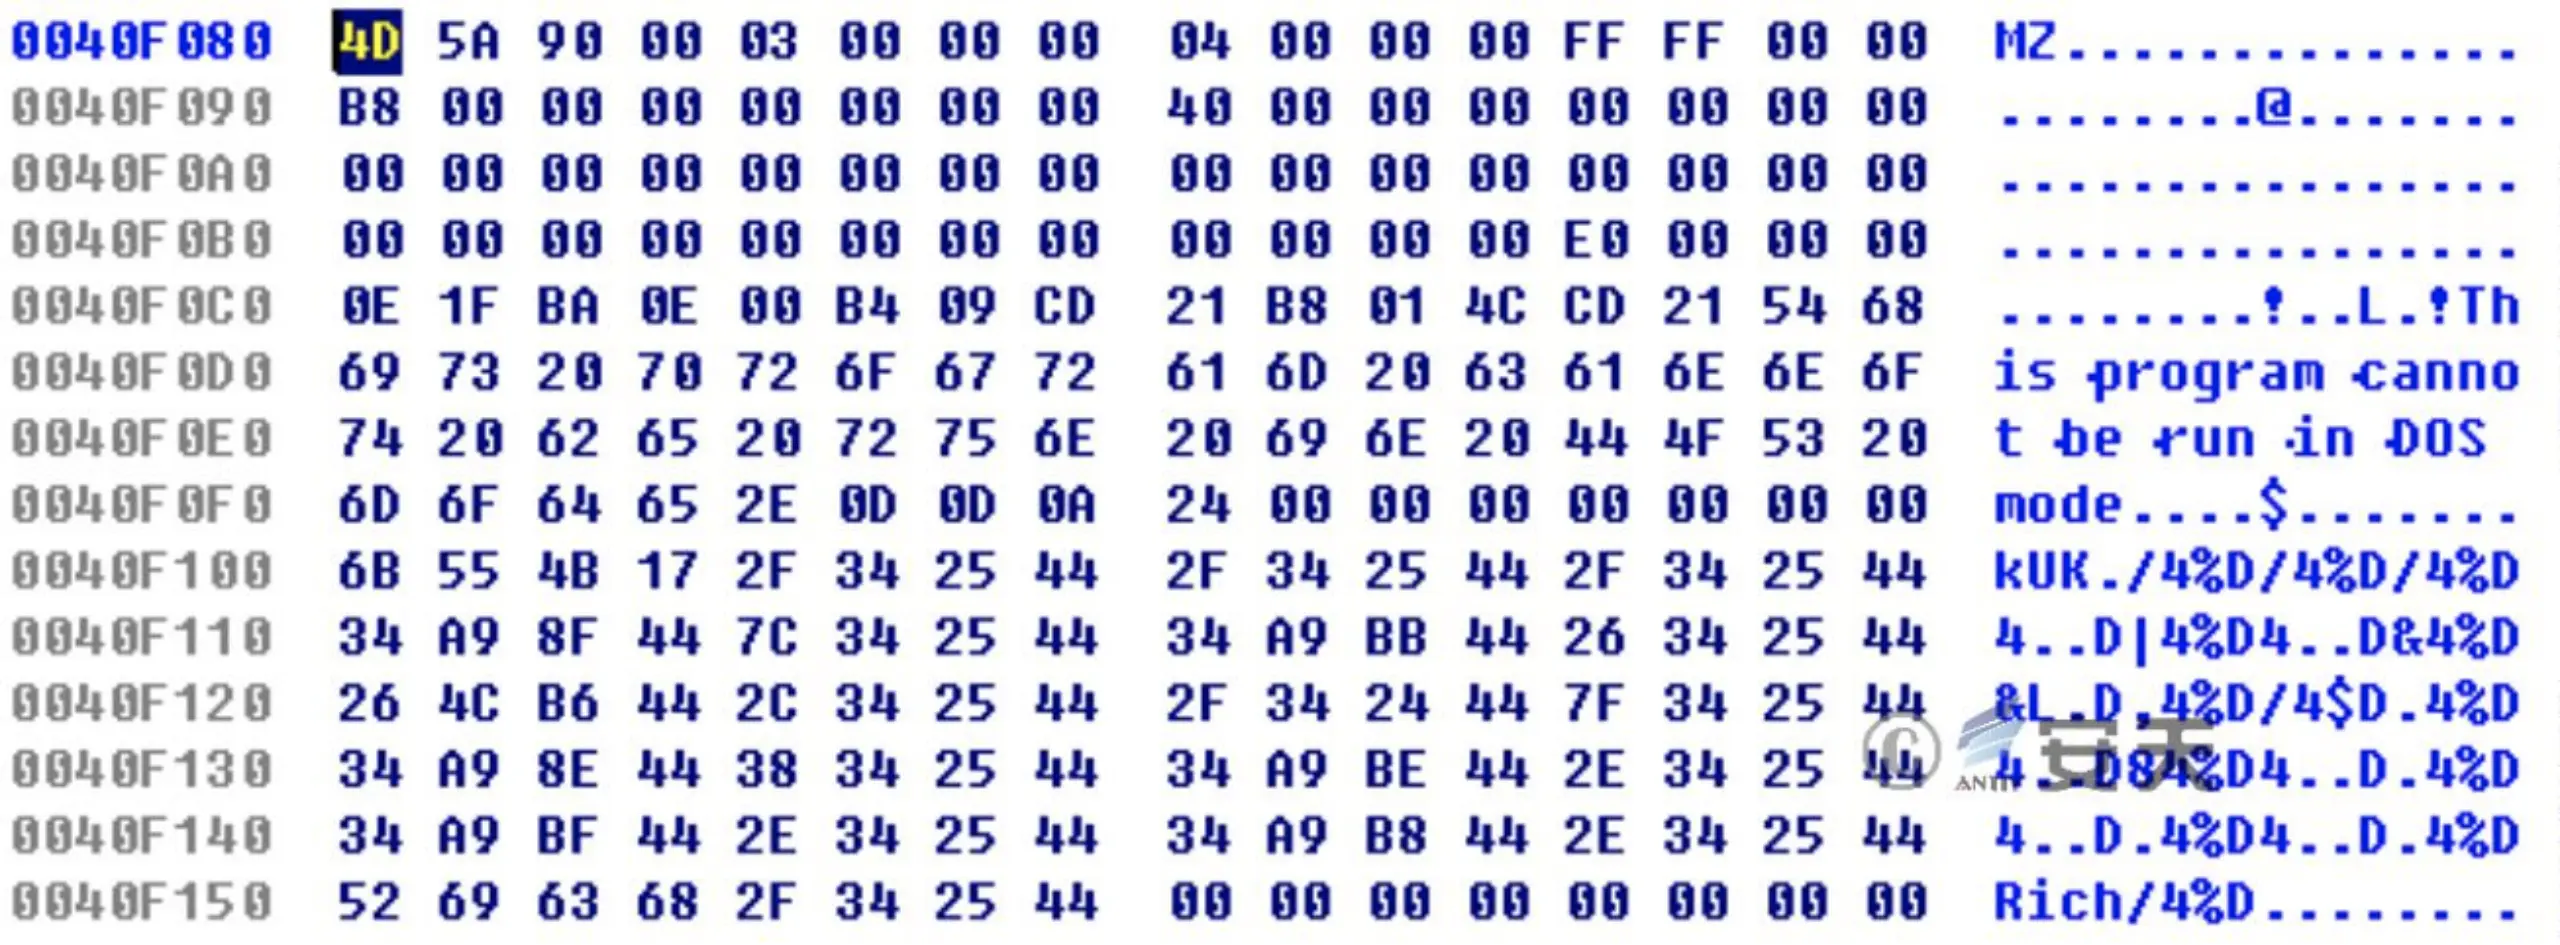 0040F080 4D 5A 90 00 03 00 00 00 04 00 00 00 FF FF 00 00 MZ..............
0040F090 B8 00 00 00 00 00 00 00 40 00 00 00 00 00 00 00 ........@.......
0040F0A0 00 00 00 00 00 00 00 00 00 00 00 00 00 00 00 00 ................
0040F0B0 00 00 00 00 00 00 00 00 00 00 00 00 E0 00 00 00 ................
0040F0C0 0E 1F BA 0E 00 B4 09 CD 21 B8 01 4C CD 21 54 68 ........!..L.!Th
0040F0D0 69 73 20 70 72 6F 67 72 61 6D 20 63 61 6E 6E 6F is·program·canno
0040F0E0 74 20 62 65 20 72 75 6E 20 69 6E 20 44 4F 53 20 t·be·run·in·DOS
0040F0F0 6D 6F 64 65 2E 0D 0D 0A 24 00 00 00 00 00 00 00 mode....$.......
0040F100 6B 55 4B 17 2F 34 25 44 2F 34 25 44 2F 34 25 44 kUK./4%D/4%D/4%D
0040F110 34 A9 8F 44 7C 34 25 44 34 A9 BB 44 26 34 25 44 4..D|4%D4..D&4%D
0040F120 26 4C B6 44 2C 34 25 44 2F 34 24 44 7F 34 25 44 &L.D.4%D/4$D.4%D
0040F130 34 A9 8E 44 38 34 25 44 34 A9 BE 44 2E 34 25 44 4..D84%D4..D.4%D
0040F140 34 A9 BF 44 2E 34 25 44 34 A9 B8 44 2E 34 25 44 4..D.4%D4..D.4%D
0040F150 52 69 63 68 2F 34 25 44 00 00 00 00 00 00 00 00 Rich/4%D........
© 安天